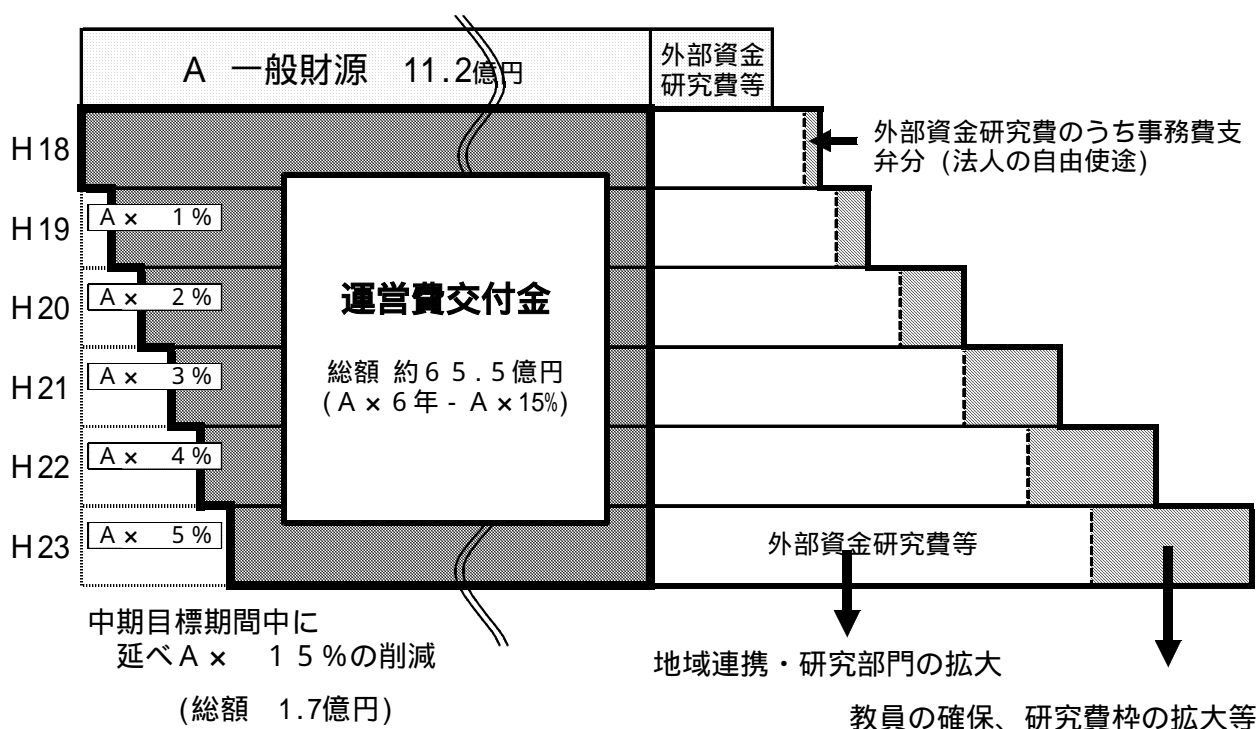 A 一般財源 11.2億円
外部資金
研究費等
H18
外部資金研究費のうち事務費支
弁分 (法人の自由使途)
H19
A × 1%
H20
A × 2%
H21
A × 3%
H22
A × 4%
H23
A × 5%
運営費交付金
総額 約65.5億円
(A×6年-A×15%)
外部資金研究費等
中期目標期間中に
延べA× 15%の削減
(総額 1.7億円)
地域連携・研究部門の拡大
教員の確保、研究費枠の拡大等